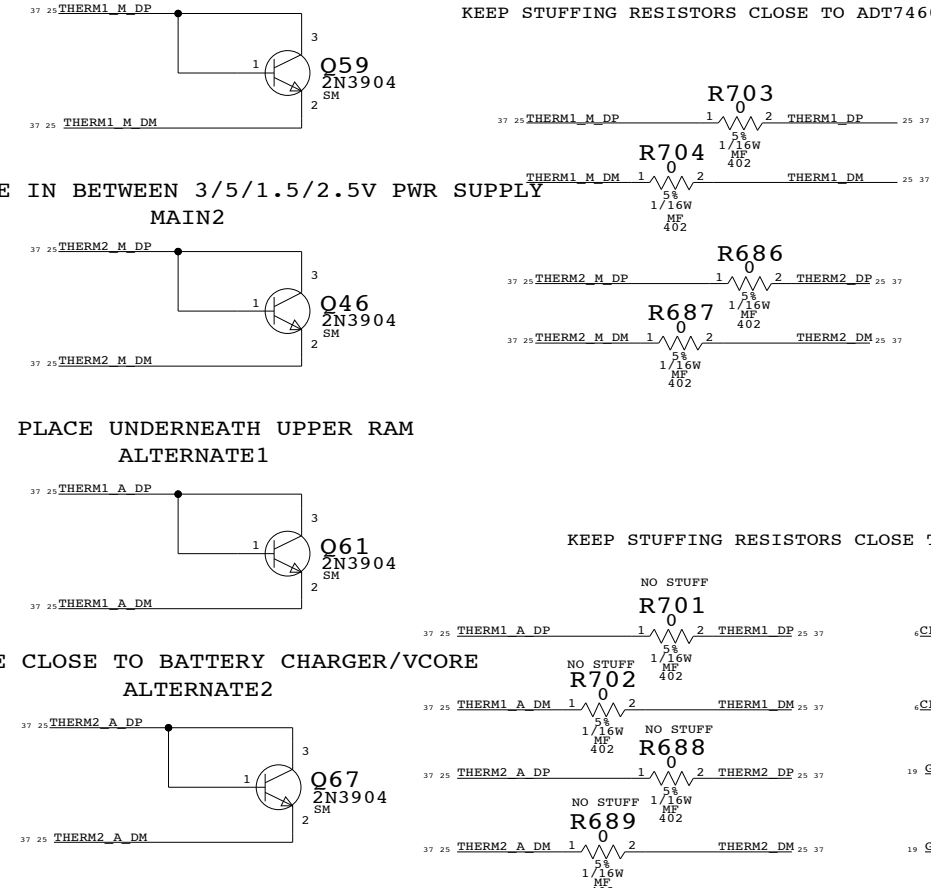 37 25 THERM1_M_DP
3
1
Q59
2N3904
SM
2
37 25 THERM1_M_DM
KEEP STUFFING RESISTORS CLOSE TO ADT746
R703
0
37 25 THERM1_M_DP 1 2 THERM1_DP 25 37
5%
1/16W
MF
402
R704
0
THERM1_M_DM 1 2 THERM1_DM 25 37
5%
1/16W
MF
402
E IN BETWEEN 3/5/1.5/2.5V PWR SUPPLY
MAIN2
37 25 THERM2_M_DP
3
1
Q46
2N3904
SM
2
37 25 THERM2_M_DM
R686
0
37 25 THERM2_M_DP 1 2 THERM2_DP 25 37
5%
1/16W
MF
402
R687
0
37 25 THERM2_M_DM 1 2 THERM2_DM 25 37
5%
1/16W
MF
402
PLACE UNDERNEATH UPPER RAM
ALTERNATE1
37 25 THERM1_A_DP
3
1
Q61
2N3904
SM
2
37 25 THERM1_A_DM
KEEP STUFFING RESISTORS CLOSE
NO STUFF
R701
0
37 25 THERM1_A_DP 1 2 THERM1_DP 25 37
5%
1/16W
MF
402
E CLOSE TO BATTERY CHARGER/VCORE
ALTERNATE2
37 25 THERM2_A_DP
3
1
Q67
2N3904
SM
2
37 25 THERM2_A_DM
NO STUFF
R702
0
37 25 THERM1_A_DM 1 2 THERM1_DM 25 37
5%
1/16W
MF
402
NO STUFF
R688
0
37 25 THERM2_A_DP 1 2 THERM2_DP 25 37
5%
1/16W
MF
402
NO STUFF
R689
0
37 25 THERM2_A_DM 1 2 THERM2_DM 25 37
5%
1/16W
MF
6
6
19
19